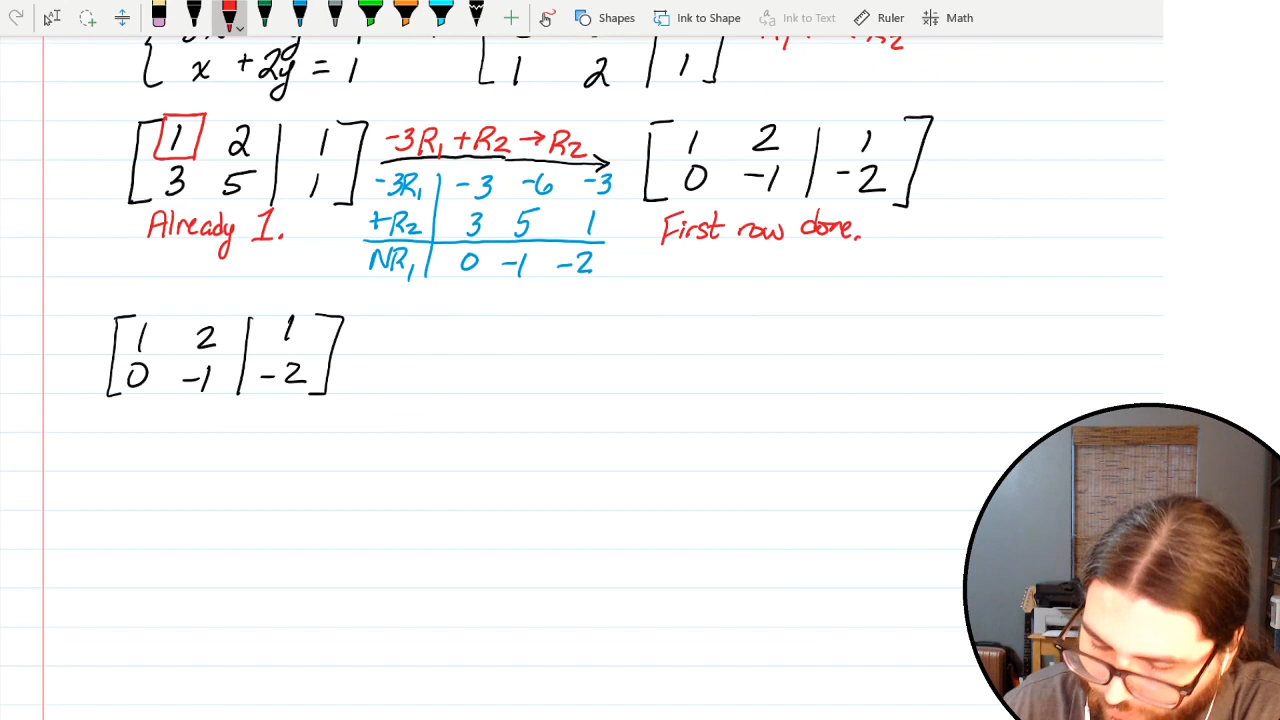 Shapes Ink to Shape Ink to Text Ruler Math
x + 2y = 1
1 2 | 1
1 2 | 1
3 5 | 1
Already 1.
-3R1 + R2 → R2
-3R1 | -3 -6 -3
+R2 | 3 5 1
NR1 | 0 -1 -2
1 2 | 1
0 -1 | -2
First row done.
1 2 | 1
0 -1 | -2